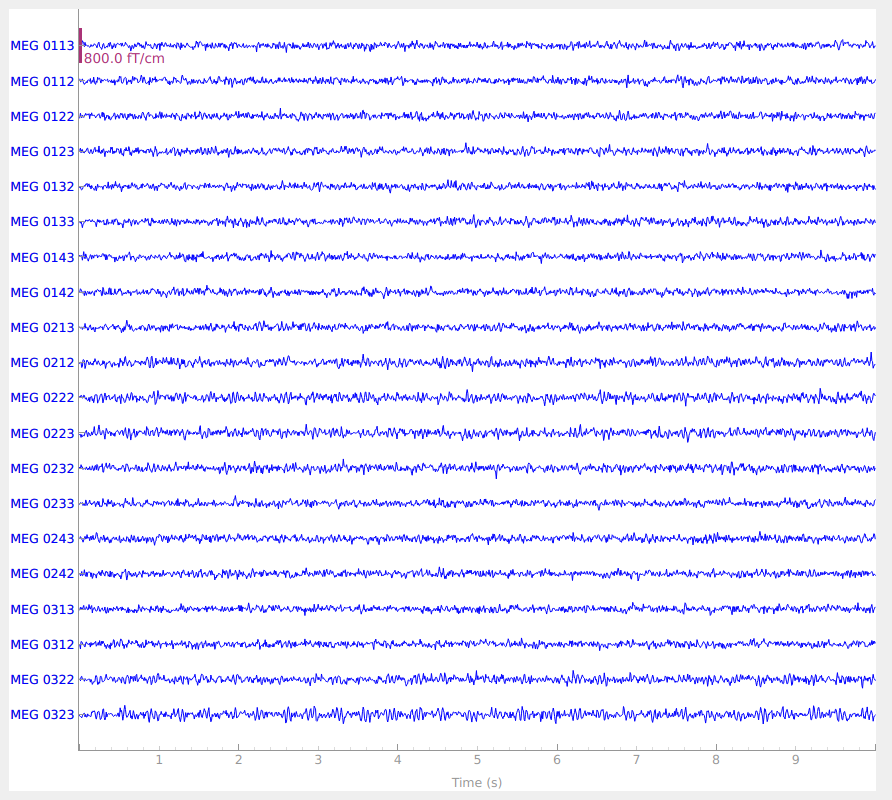 MEG 0113
800.0 fT/cm
MEG 0112
MEG 0122
MEG 0123
MEG 0132
MEG 0133
MEG 0143
MEG 0142
MEG 0213
MEG 0212
MEG 0222
MEG 0223
MEG 0232
MEG 0233
MEG 0243
MEG 0242
MEG 0313
MEG 0312
MEG 0322
MEG 0323
1 2 3 4 5 6 7 8 9
Time (s)